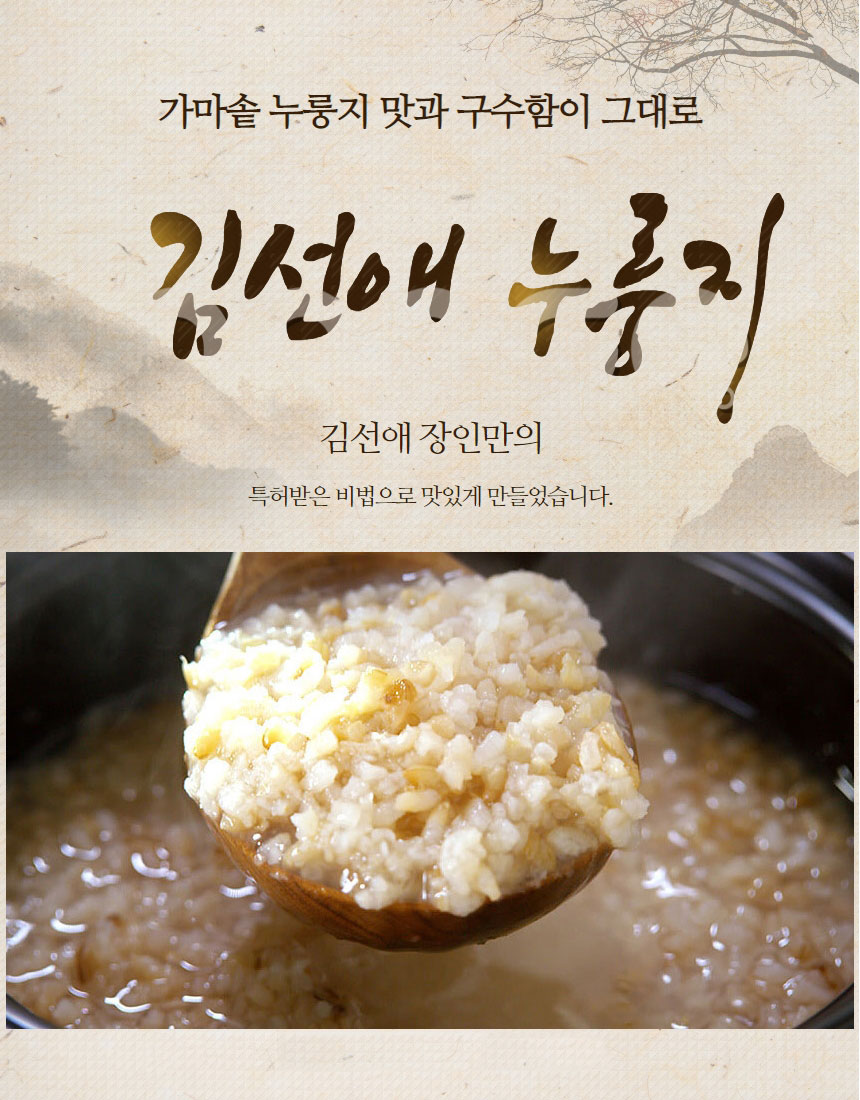 가마솥 누룽지 맛과 구수함이 그대로
김선애 누룽지
김선애 장인만의
특허받은 비법으로 맛있게 만들었습니다.